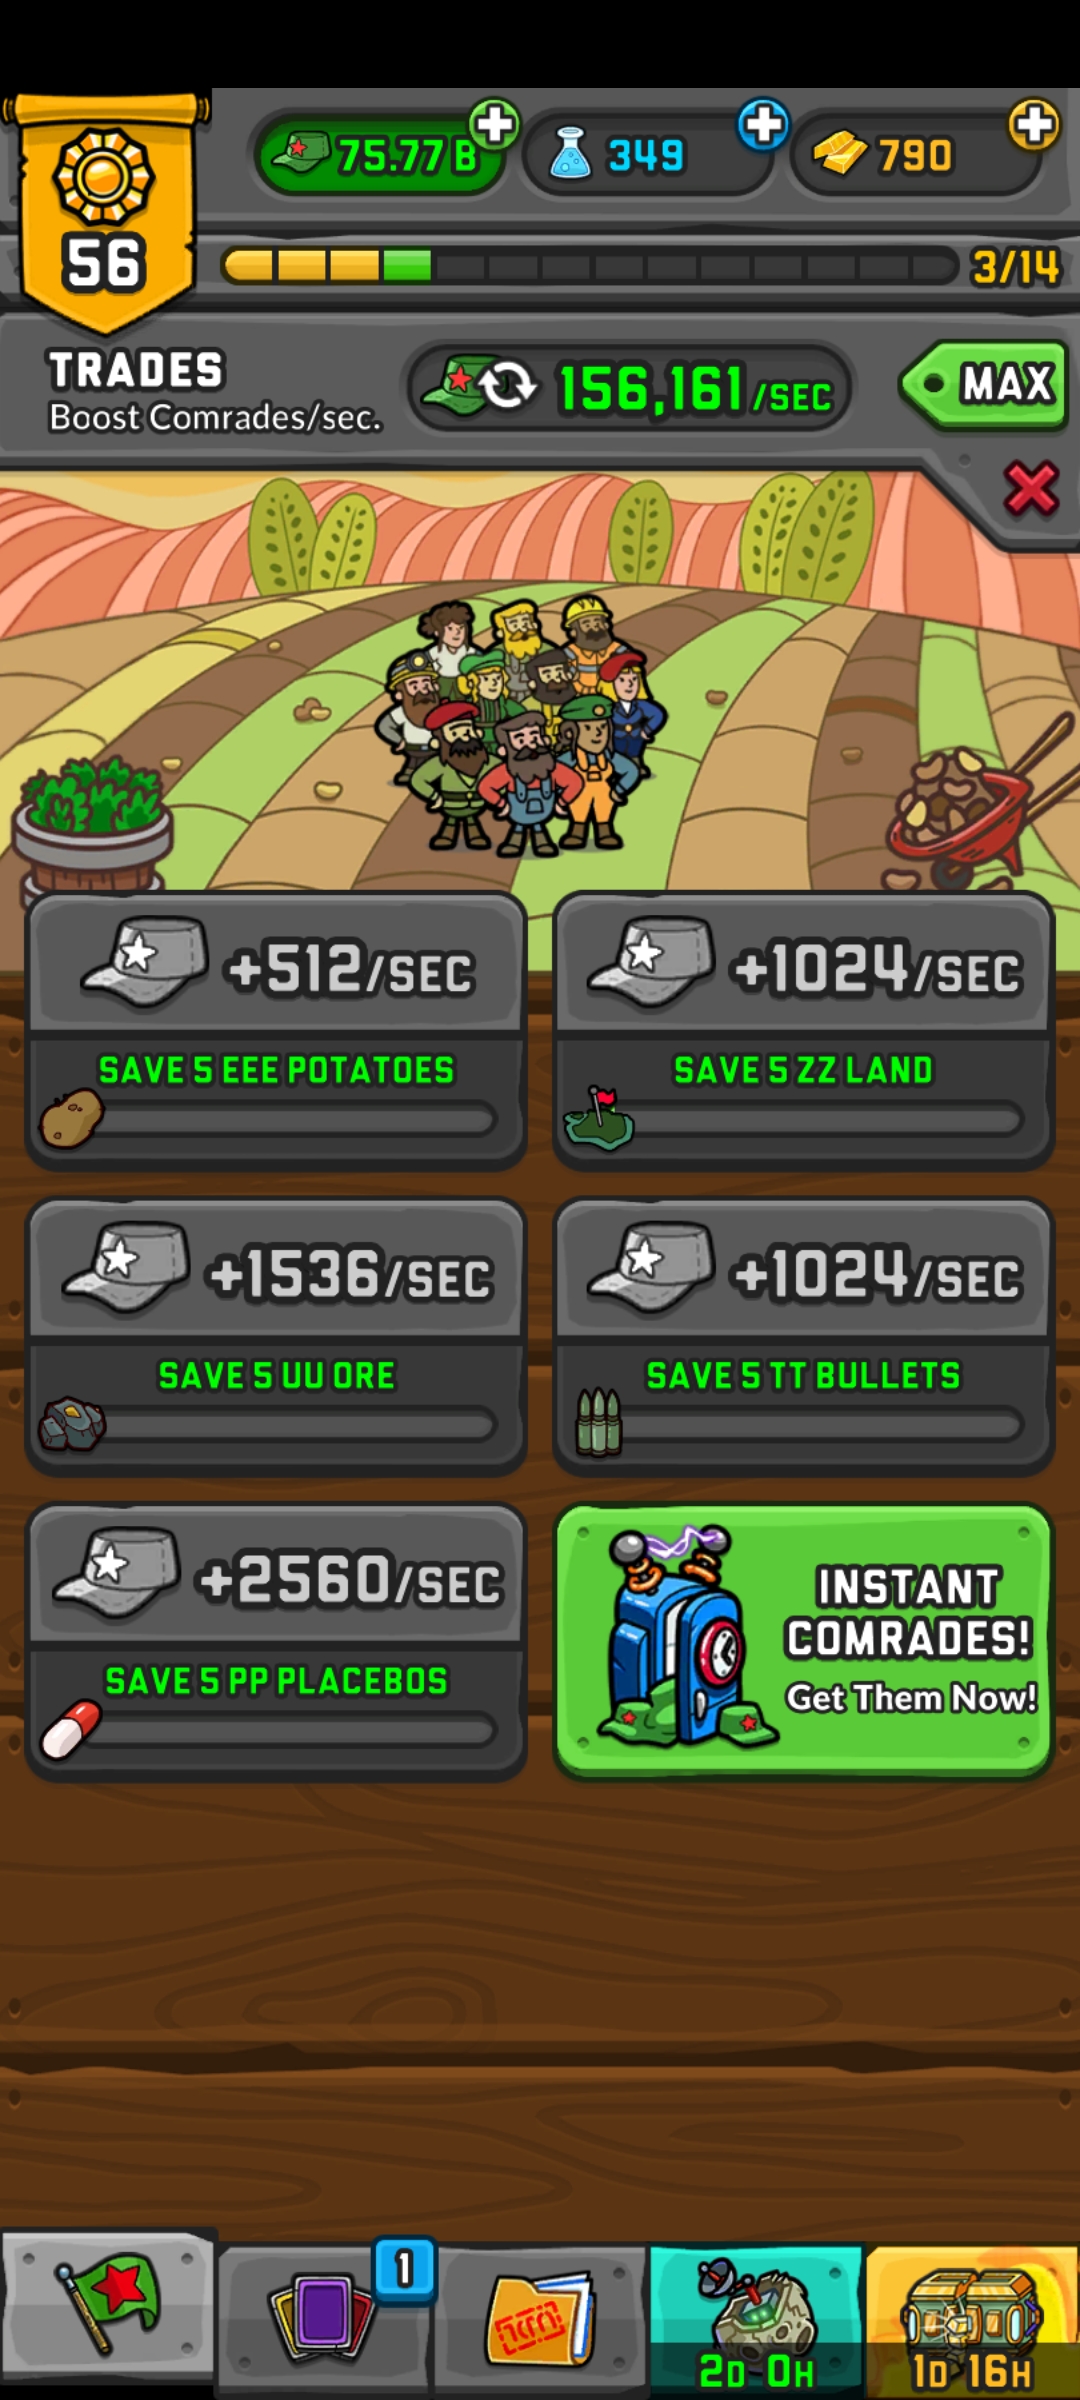 75.77 B
349
790
56
3/14
TRADES
Boost Comrades/sec.
156,161/SEC
MAX
+512/SEC
+1024/SEC
SAVE 5 EEE POTATOES
SAVE 5 ZZ LAND
+1536/SEC
+1024/SEC
SAVE 5 UU ORE
SAVE 5 TT BULLETS
+2560/SEC
INSTANT
COMRADES!
Get Them Now!
SAVE 5 PP PLACEBOS
1
2D 0H
1D 16H